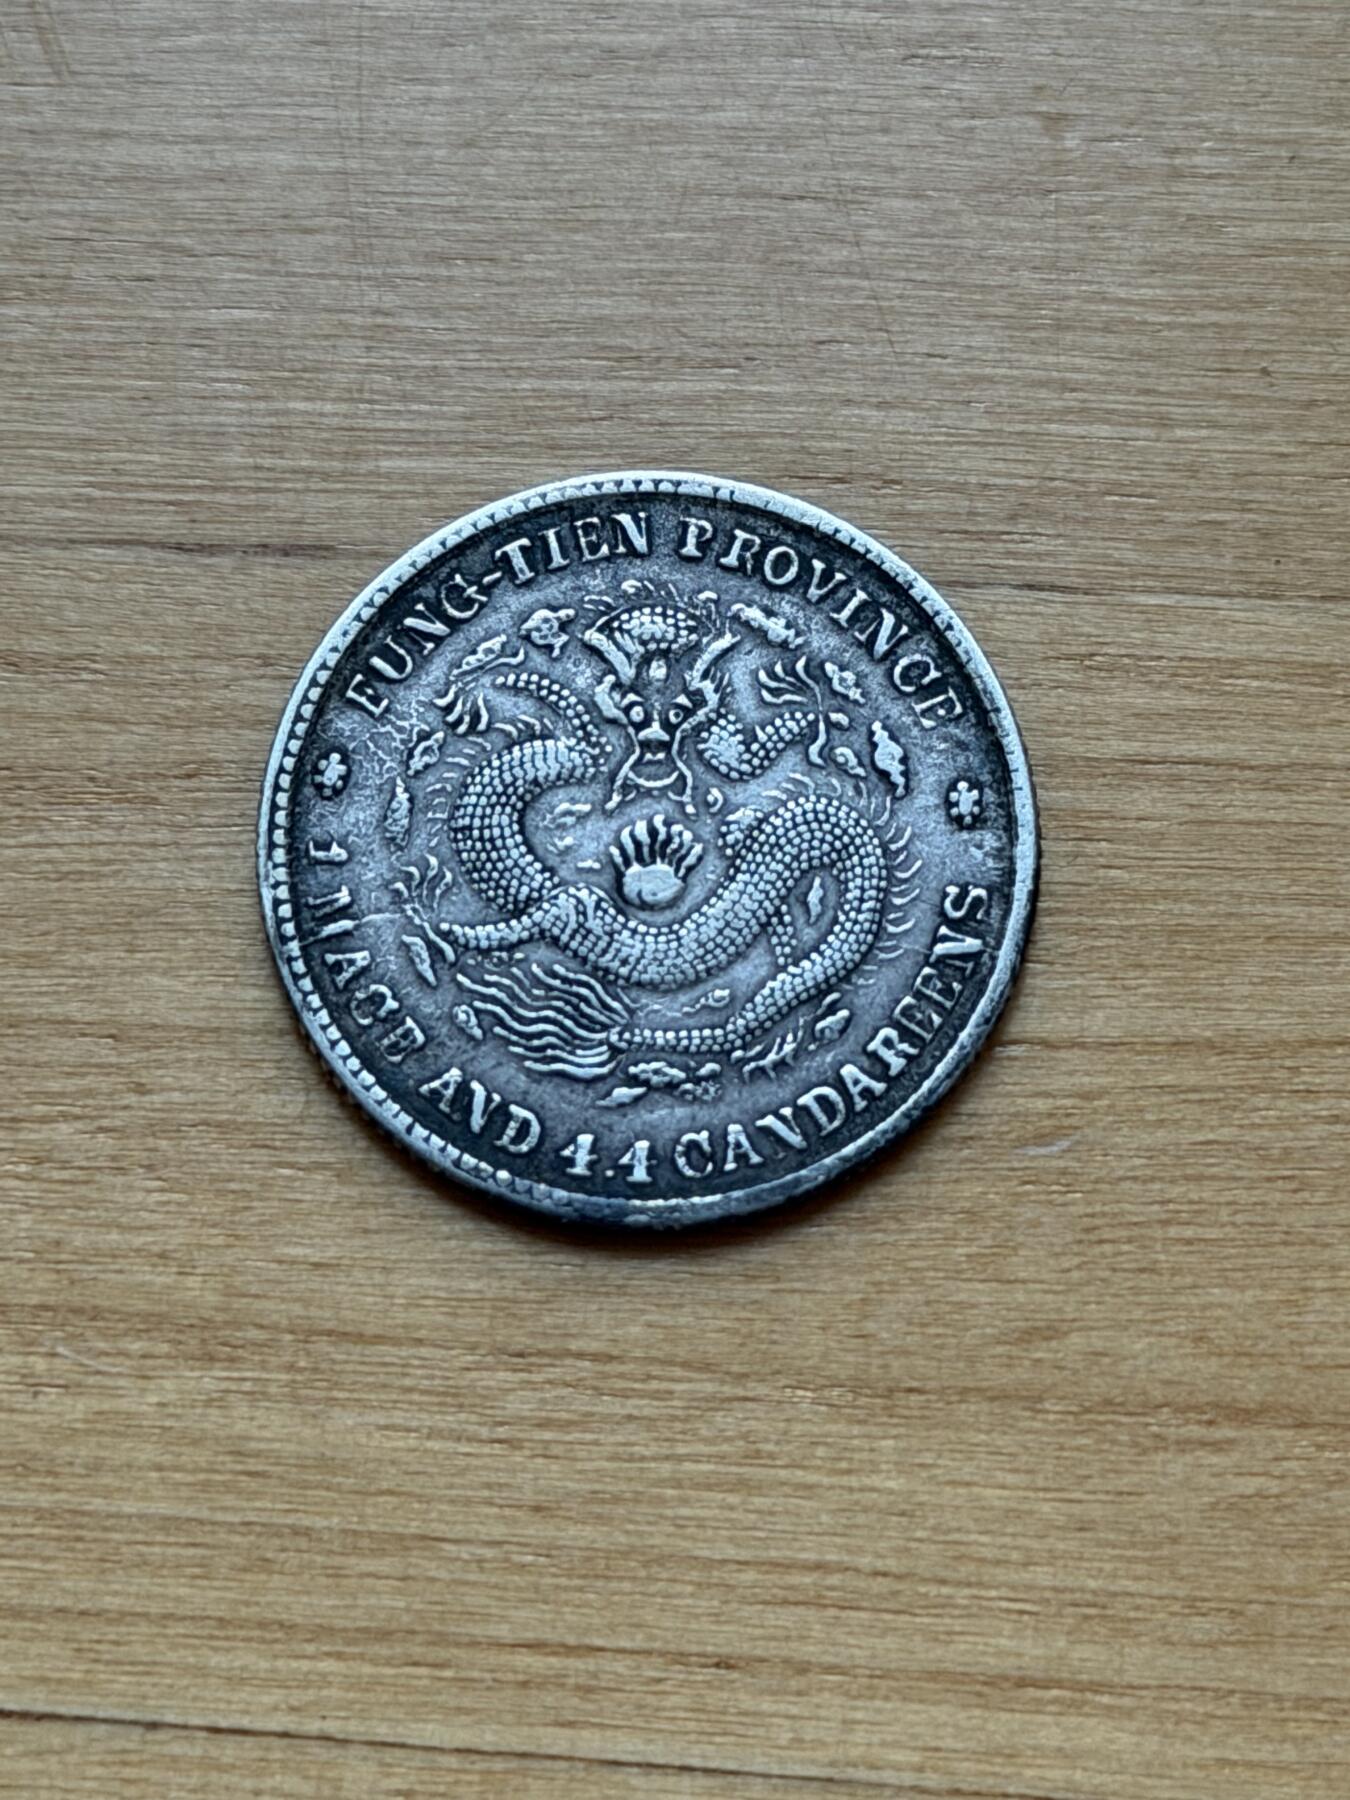 FUNG-TIEN PROVINCE
1 MACE AND 4.4 CANDAREENS